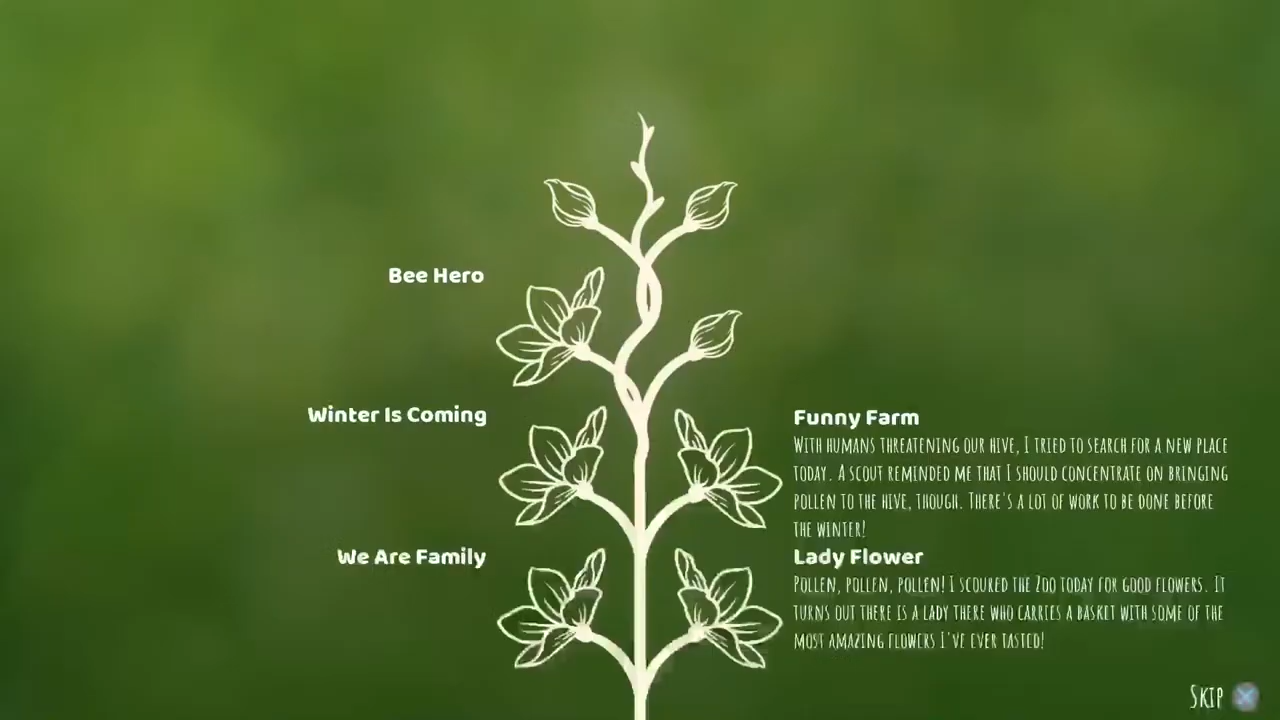 Bee Hero
Winter Is Coming
Funny Farm
With humans threatening our hive, I tried to search for a new place
today. A scout reminded me that I should concentrate on bringing
pollen to the hive, though. There's a lot of work to be done before
the winter!
We Are Family
Lady Flower
Pollen, pollen, pollen! I scoured the Zoo today for good flowers. It
turns out there is a lady there who carries a basket with some of the
most amazing flowers I've ever tasted!
Skip